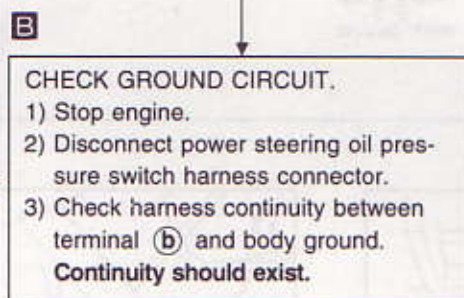 B
CHECK GROUND CIRCUIT.
1) Stop engine.
2) Disconnect power steering oil pres-
sure switch harness connector.
3) Check harness continuity between
terminal ⓑ and body ground.
Continuity should exist.